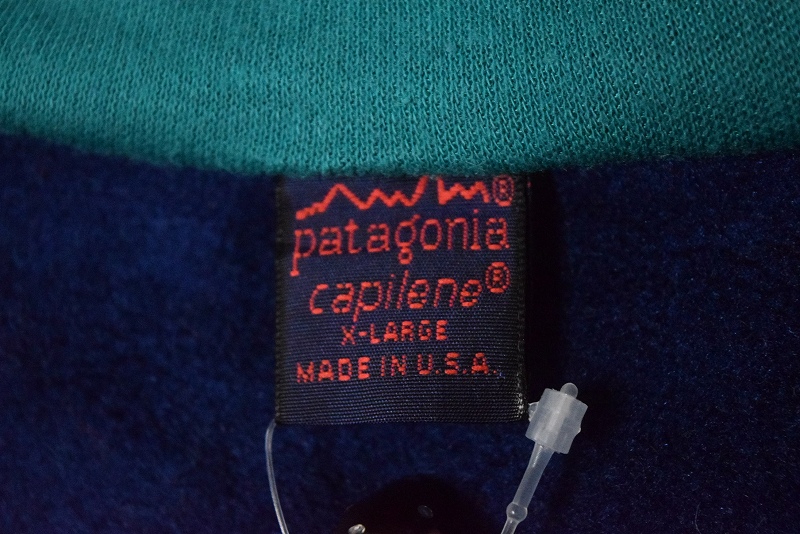 ®
patagonia
capilene®
X-LARGE
MADE IN U.S.A.